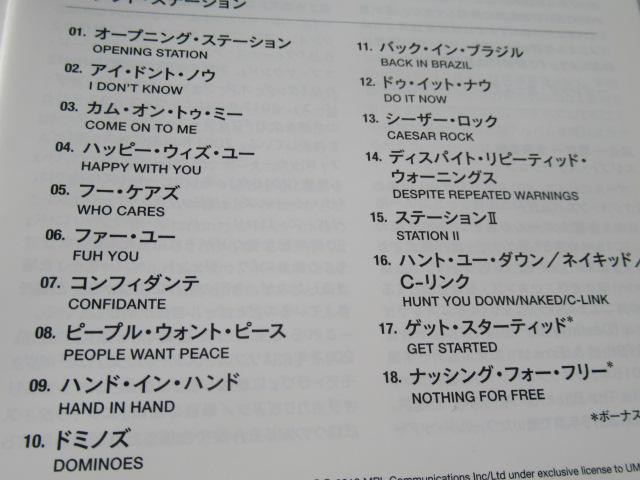 01. オープニング・ステーション
OPENING STATION
02. アイ・ドント・ノウ
I DON'T KNOW
03. カム・オン・トゥ・ミー
COME ON TO ME
04. ハッピー・ウィズ・ユー
HAPPY WITH YOU
05. フー・ケアズ
WHO CARES
06. ファー・ユー
FUH YOU
07. コンフィダンテ
CONFIDANTE
08. ピープル・ウォント・ピース
PEOPLE WANT PEACE
09. ハンド・イン・ハンド
HAND IN HAND
10. ドミノズ
DOMINOES
11. バック・イン・ブラジル
BACK IN BRAZIL
12. ドゥ・イット・ナウ
DO IT NOW
13. シーザー・ロック
CAESAR ROCK
14. ディスパイト・リピーティッド・
ウォーニングス
DESPITE REPEATED WARNINGS
15. ステーションⅡ
STATION II
16. ハント・ユー・ダウン/ネイキッド/
C-リンク
HUNT YOU DOWN/NAKED/C-LINK
17. ゲット・スターティッド*
GET STARTED
18. ナッシング・フォー・フリー*
NOTHING FOR FREE
*ボーナス
MPL Communications Inc/Ltd under exclusive license to UM